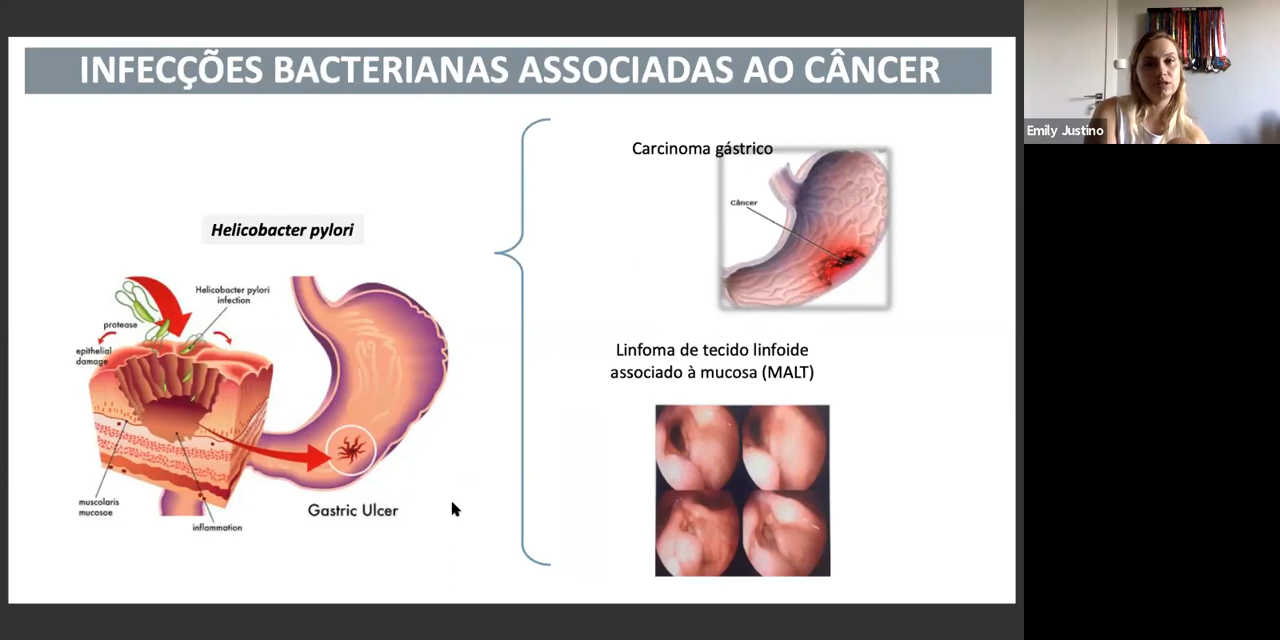 INFECÇÕES BACTERIANAS ASSOCIADAS AO CÂNCER
Emily Justino
Carcinoma gástrico
Câncer
Helicobacter pylori
Helicobacter pylori
infection
protease
epithelial
damage
muscolaris
mucosae
inflammation
Gastric Ulcer
Linfoma de tecido linfoide
associado à mucosa (MALT)